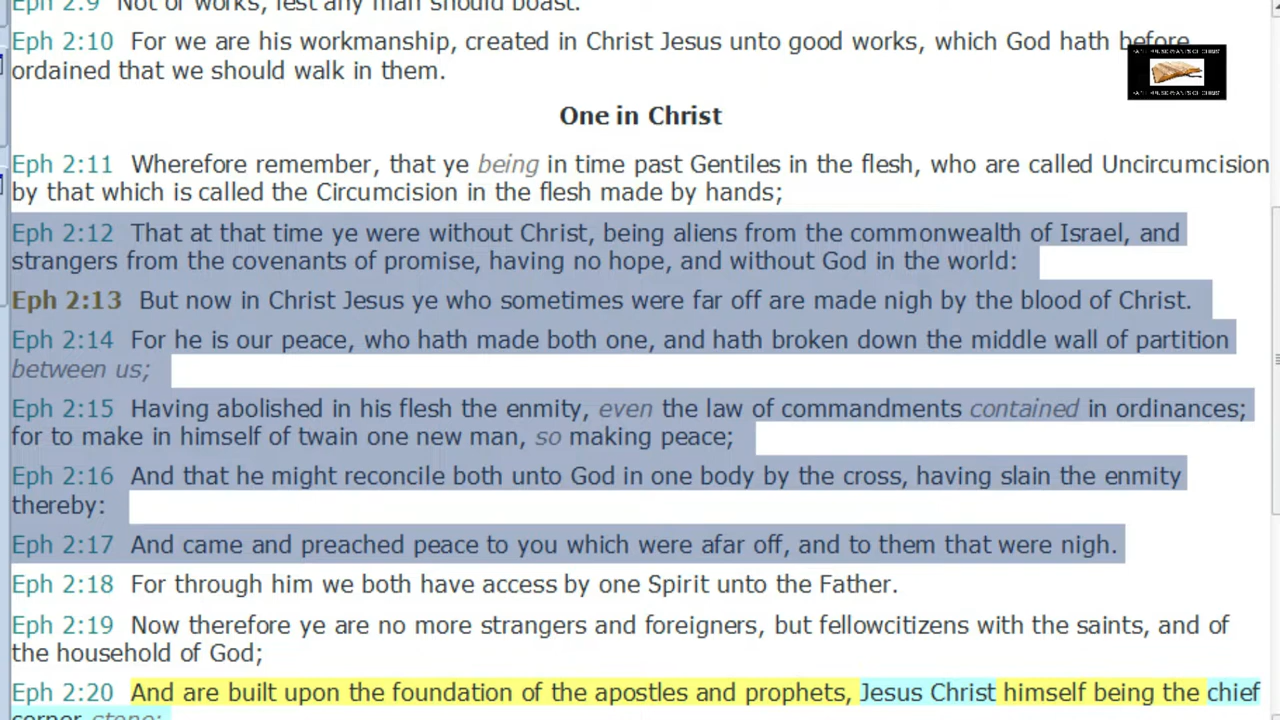 Eph 2:9 Not of works, lest any man should boast.
Eph 2:10 For we are his workmanship, created in Christ Jesus unto good works, which God hath before
ordained that we should walk in them.
One in Christ
Eph 2:11 Wherefore remember, that ye being in time past Gentiles in the flesh, who are called Uncircumcision
by that which is called the Circumcision in the flesh made by hands;
Eph 2:12 That at that time ye were without Christ, being aliens from the commonwealth of Israel, and
strangers from the covenants of promise, having no hope, and without God in the world:
Eph 2:13 But now in Christ Jesus ye who sometimes were far off are made nigh by the blood of Christ.
Eph 2:14 For he is our peace, who hath made both one, and hath broken down the middle wall of partition
between us;
Eph 2:15 Having abolished in his flesh the enmity, even the law of commandments contained in ordinances;
for to make in himself of twain one new man, so making peace;
Eph 2:16 And that he might reconcile both unto God in one body by the cross, having slain the enmity
thereby:
Eph 2:17 And came and preached peace to you which were afar off, and to them that were nigh.
Eph 2:18 For through him we both have access by one Spirit unto the Father.
Eph 2:19 Now therefore ye are no more strangers and foreigners, but fellowcitizens with the saints, and of
the household of God;
Eph 2:20 And are built upon the foundation of the apostles and prophets, Jesus Christ himself being the chief
corner stone;